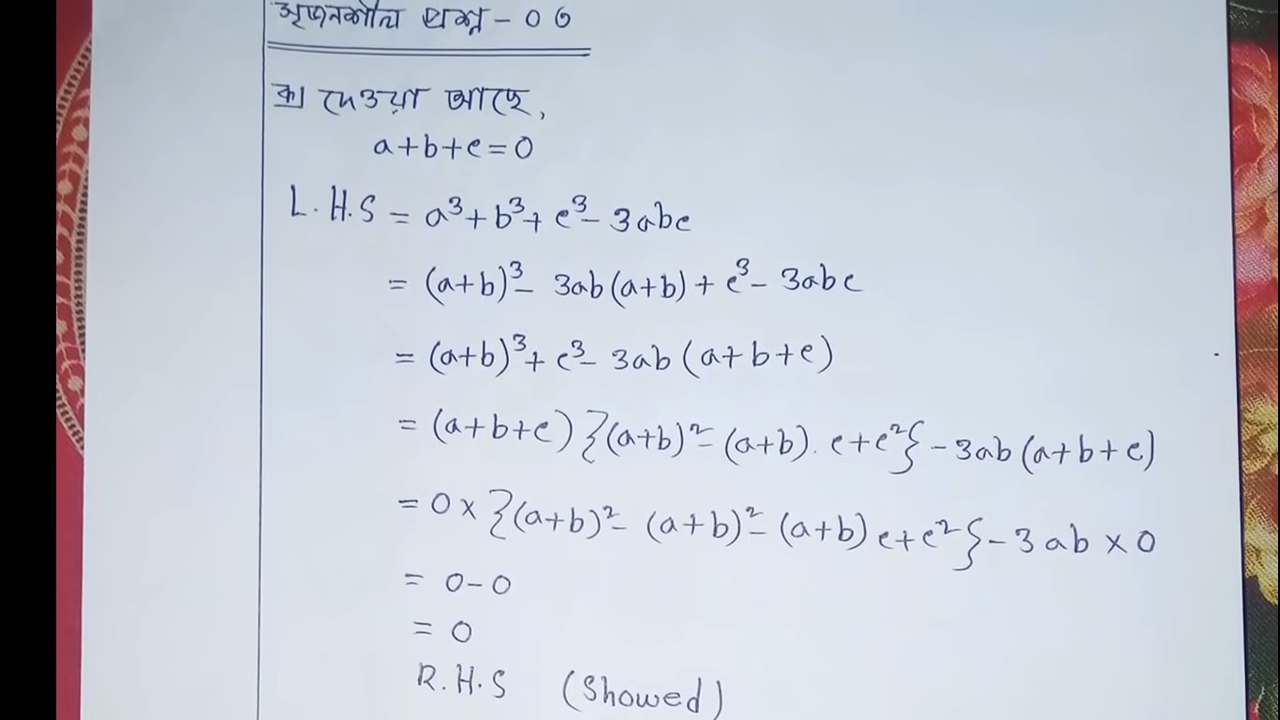 সৃজনশীল প্রশ্ন - ০৩
ক। দেওয়া আছে,
a+b+c=0
L.H.S = a³+b³+c³-3abc
= (a+b)³- 3ab(a+b)+c³- 3abc
= (a+b)³+c³-3ab(a+b+c)
= (a+b+c){(a+b)²-(a+b).c+c²}-3ab(a+b+c)
= 0×{(a+b)²-(a+b)²-(a+b)c+c²}-3ab×0
= 0-0
= 0
R.H.S (Showed)